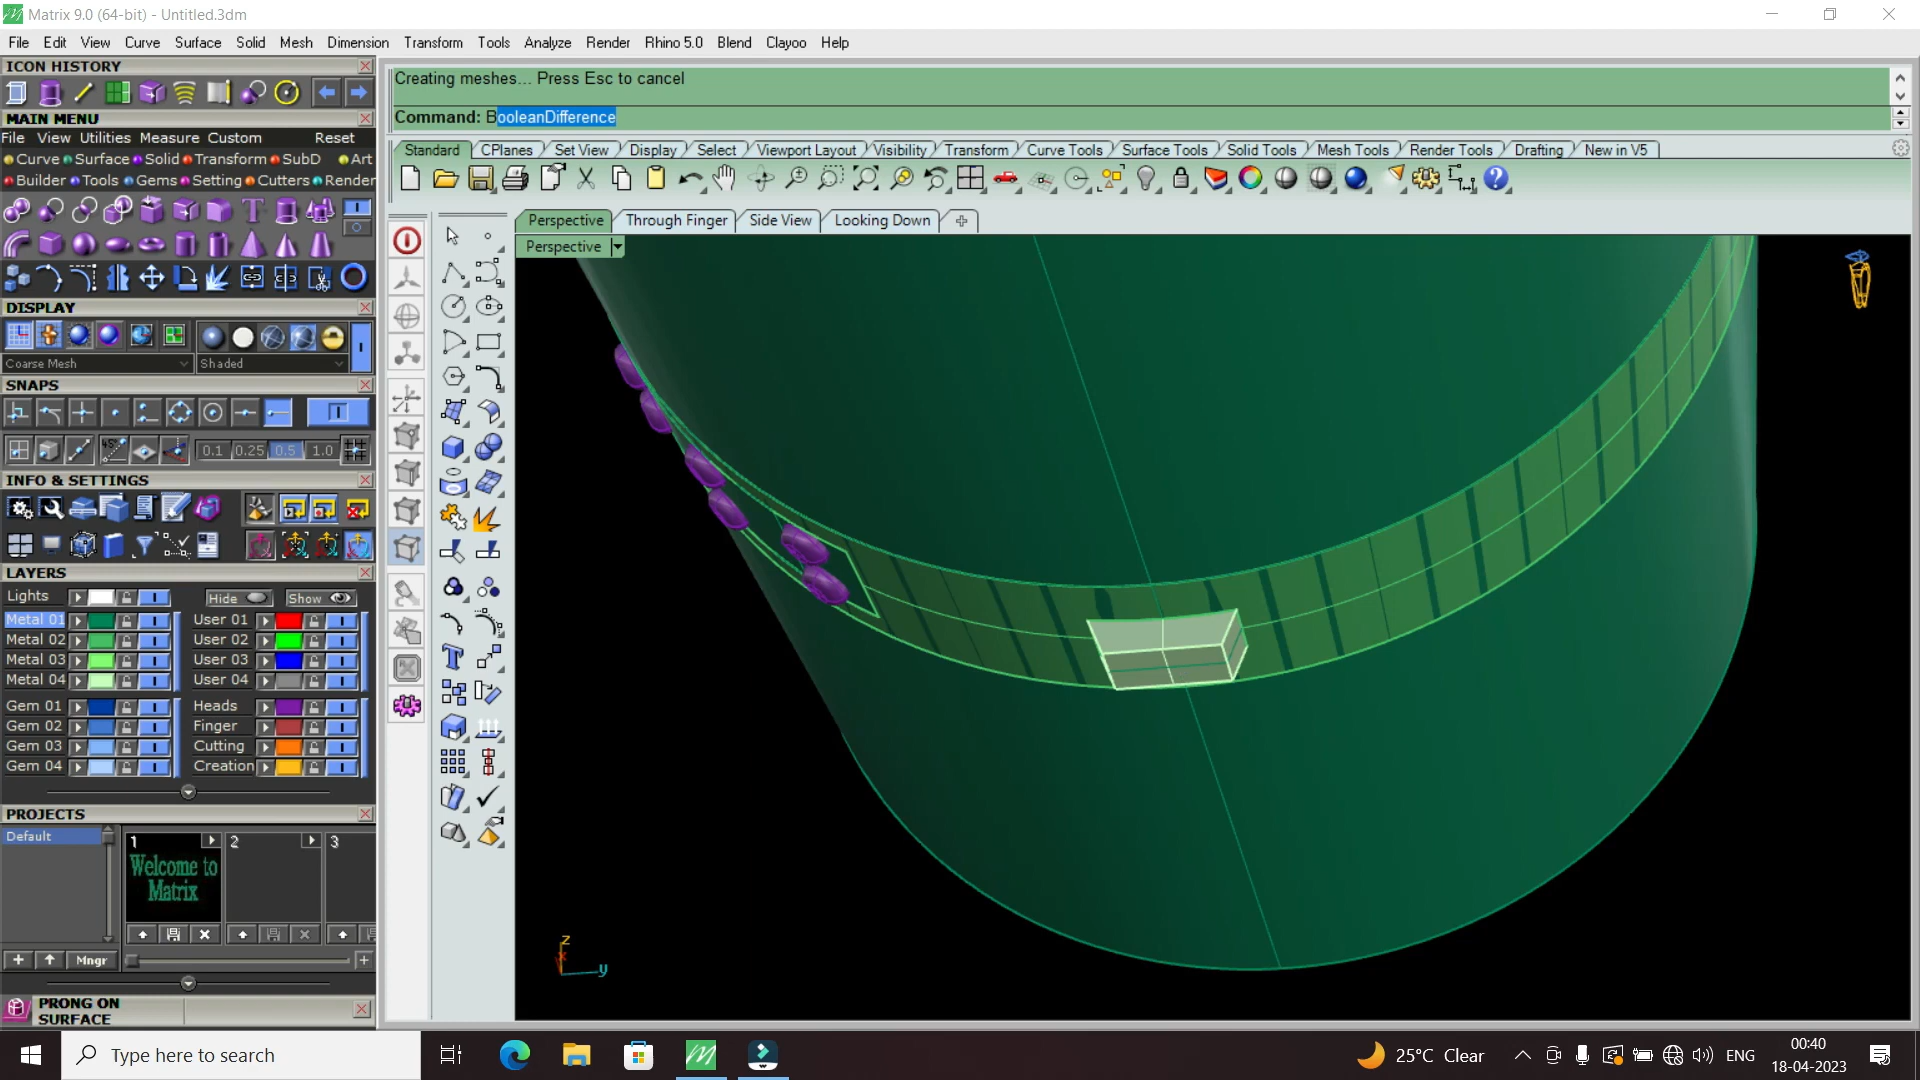 Matrix 9.0 (64-bit) - Untitled.3dm
File Edit View Curve Surface Solid Mesh Dimension Transform Tools Analyze Render Rhino 5.0 Blend Clayoo Help
ICON HISTORY
Creating meshes... Press Esc to cancel
Command: BooleanDifference
MAIN MENU
File View Utilities Measure Custom Reset
Curve Surface Solid Transform SubD Art
Builder Tools Gems Setting Cutters Render
Standard CPlanes Set View Display Select Viewport Layout Visibility Transform Curve Tools Surface Tools Solid Tools Mesh Tools Render Tools Drafting New in V5
Perspective Through Finger Side View Looking Down
Perspective
DISPLAY
Coarse Mesh Shaded
SNAPS
0.1 0.25 0.5 1.0
INFO & SETTINGS
LAYERS
Lights Hide Show
Metal 01 User 01
Metal 02 User 02
Metal 03 User 03
Metal 04 User 04
Gem 01 Heads
Gem 02 Finger
Gem 03 Cutting
Gem 04 Creation
PROJECTS
Default
1 2 3
Welcome to
Matrix
Mngr
PRONG ON
SURFACE
z
x
y
Type here to search
25°C Clear
ENG
00:40
18-04-2023